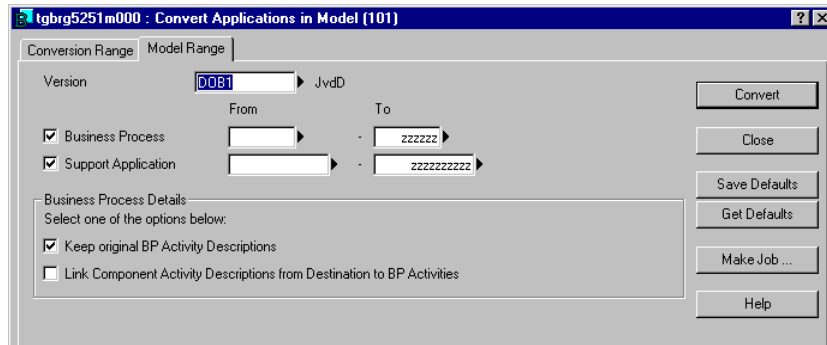 tgbrg5251m000 : Convert Applications in Model (101)
Conversion Range Model Range
Version DOB1 JvdD
From To
Business Process - zzzzzz
Support Application - zzzzzzzzzz
Business Process Details
Select one of the options below:
Keep original BP Activity Descriptions
Link Component Activity Descriptions from Destination to BP Activities
Convert
Close
Save Defaults
Get Defaults
Make Job ...
Help